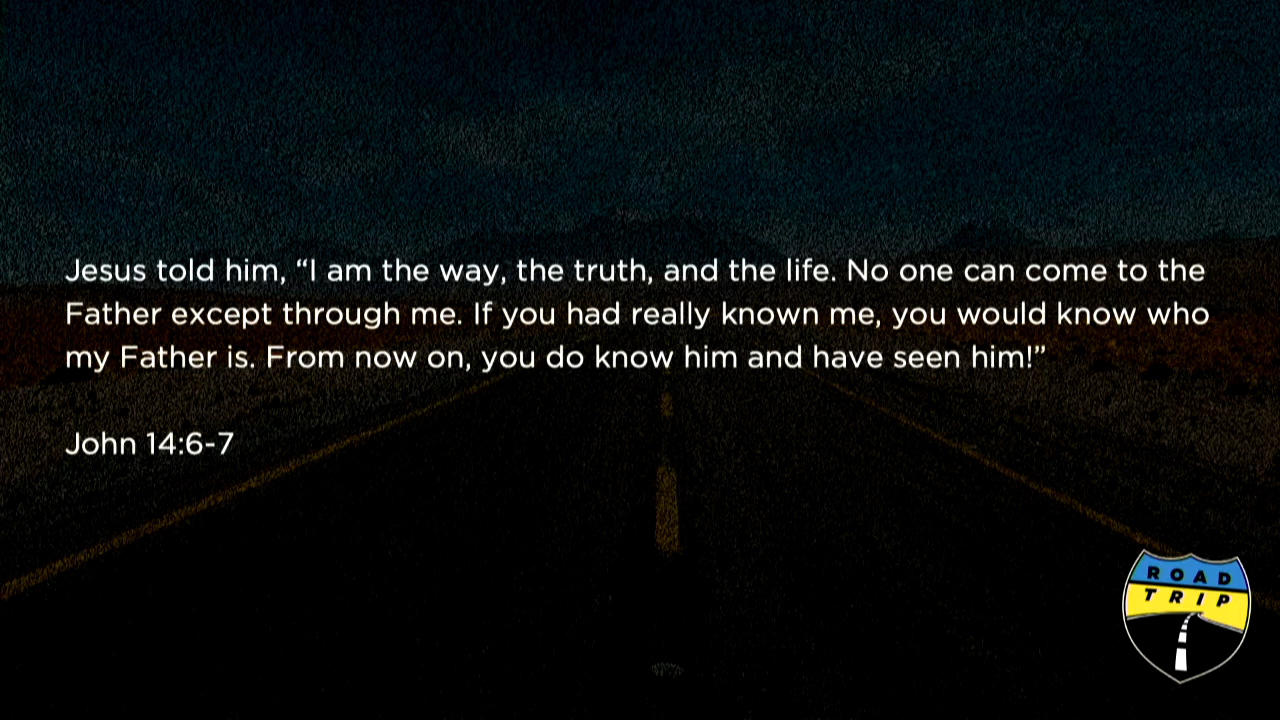 Jesus told him, “I am the way, the truth, and the life. No one can come to the
Father except through me. If you had really known me, you would know who
my Father is. From now on, you do know him and have seen him!”
John 14:6-7
ROAD
TRIP